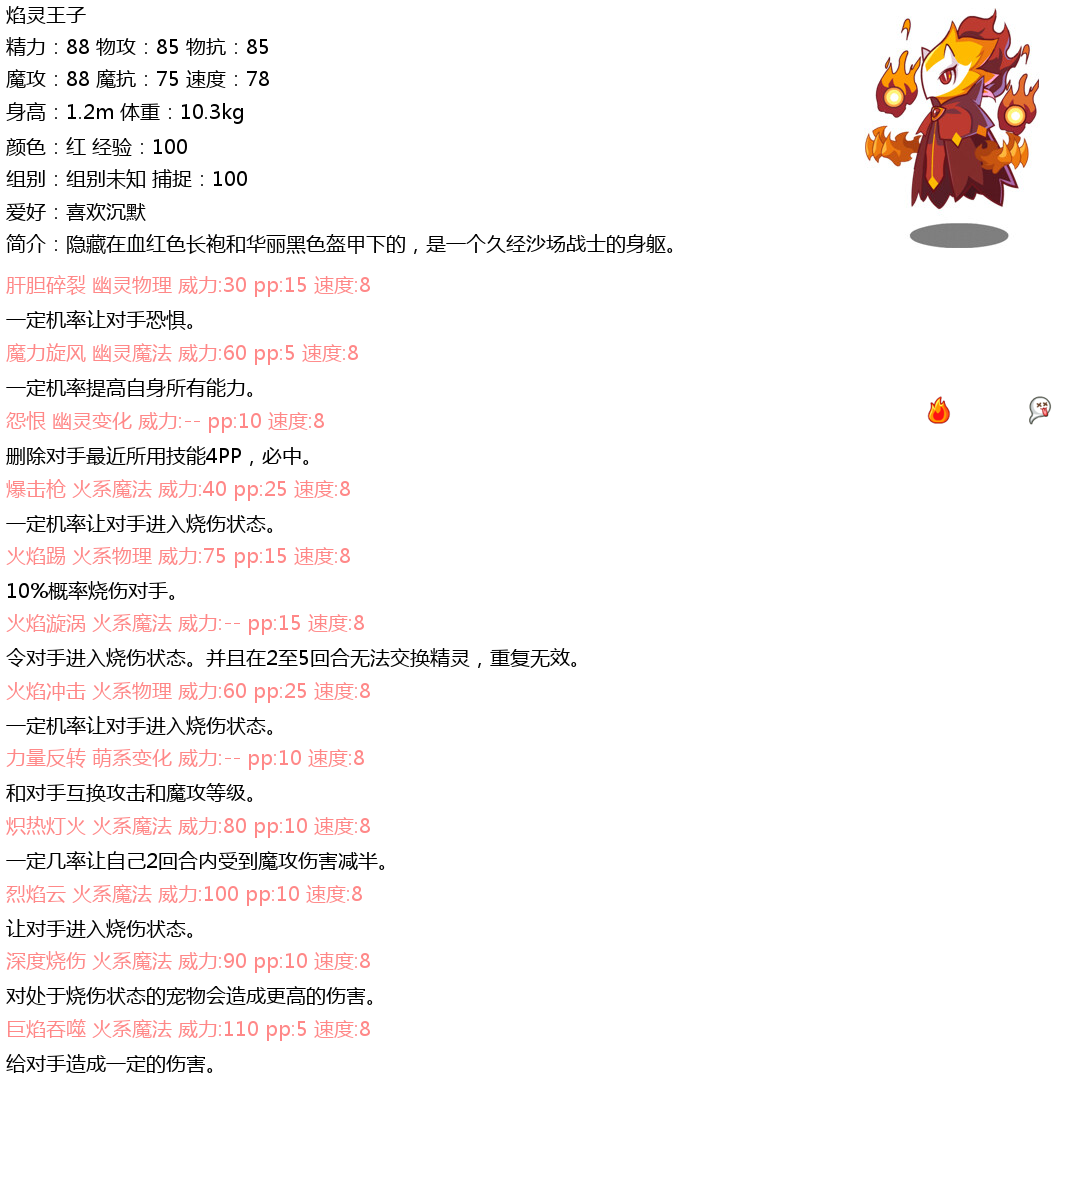 焰灵王子
精力：88 物攻：85 物抗：85
魔攻：88 魔抗：75 速度：78
身高：1.2m 体重：10.3kg
颜色：红 经验：100
组别：组别未知 捕捉：100
爱好：喜欢沉默
简介：隐藏在血红色长袍和华丽黑色盔甲下的，是一个久经沙场战士的身躯。
肝胆碎裂 幽灵物理 威力:30 pp:15 速度:8
一定机率让对手恐惧。
魔力旋风 幽灵魔法 威力:60 pp:5 速度:8
一定机率提高自身所有能力。
怨恨 幽灵变化 威力:-- pp:10 速度:8
删除对手最近所用技能4PP，必中。
爆击枪 火系魔法 威力:40 pp:25 速度:8
一定机率让对手进入烧伤状态。
火焰踢 火系物理 威力:75 pp:15 速度:8
10%概率烧伤对手。
火焰漩涡 火系魔法 威力:-- pp:15 速度:8
令对手进入烧伤状态。并且在2至5回合无法交换精灵，重复无效。
火焰冲击 火系物理 威力:60 pp:25 速度:8
一定机率让对手进入烧伤状态。
力量反转 萌系变化 威力:-- pp:10 速度:8
和对手互换攻击和魔攻等级。
炽热灯火 火系魔法 威力:80 pp:10 速度:8
一定几率让自己2回合内受到魔攻伤害减半。
烈焰云 火系魔法 威力:100 pp:10 速度:8
让对手进入烧伤状态。
深度烧伤 火系魔法 威力:90 pp:10 速度:8
对处于烧伤状态的宠物会造成更高的伤害。
巨焰吞噬 火系魔法 威力:110 pp:5 速度:8
给对手造成一定的伤害。